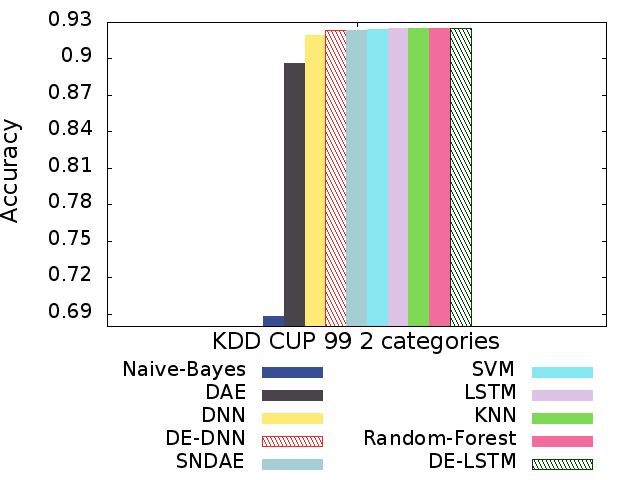 0.93
0.9
0.87
0.84
0.81
0.78
0.75
0.72
0.69
Accuracy
KDD CUP 99 2 categories
Naive-Bayes
DAE
DNN
DE-DNN
SNDAE
SVM
LSTM
KNN
Random-Forest
DE-LSTM